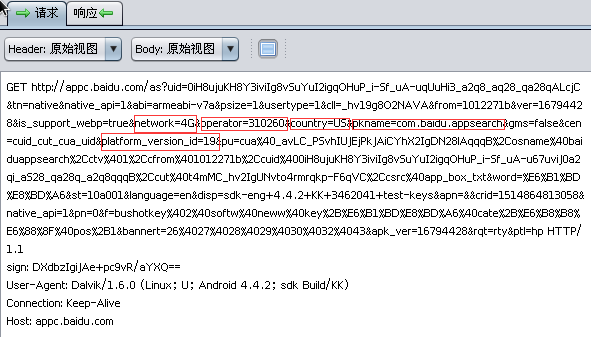 请求 响应
Header: 原始视图 Body: 原始视图
GET http://appc.baidu.com/as?uid=0iH8ujuKH8Y3iviIg8vSuYuI2igqOHuP_i-Sf_uA-uqUuHi3_a2q8_aq28_qa28qALcjC
&tn=native&native_api=1&abi=armeabi-v7a&psize=1&usertype=1&cll=_hv19g8O2NAVA&from=1012271b&ver=1679442
8&is_support_webp=true&network=4G&operator=310260&country=US&pkname=com.baidu.appsearch&gms=false&cen
=cuid_cut_cua_uid&platform_version_id=19&pu=cua%40_avLC_PSvhIUJEjPkJAiCYhX2IgDN28lAqqqB%2Cosname%40bai
duappsearch%2Cctv%401%2Ccfrom%401012271b%2Ccuid%400iH8ujuKH8Y3iviIg8vSuYuI2igqOHuP_i-Sf_uA-u67uvij0a2
qi_aS28_qa28q_a2q8qqqB%2Ccut%40t4mMC_hv2IgUNvto4rmrqkp-F6qVC%2Ccsrc%40app_box_txt&word=%E6%B1%BD
%E8%BD%A6&st=10a001&language=en&disp=sdk-eng+4.4.2+KK+3462041+test-keys&apn=&&crid=1514864813058&
native_api=1&pn=0&f=bushotkey%402%40softw%40neww%40key%2B%E6%B1%BD%E8%BD%A6%40cate%2B%E6%B8%B8%
E6%88%8F%40pos%2B1&bannert=26%4027%4028%4029%4030%4032%4043&apk_ver=16794428&rqt=rty&ptl=hp HTTP/
1.1
sign: DXdbzIgiJAe+pc9vR/aYXQ==
User-Agent: Dalvik/1.6.0 (Linux; U; Android 4.4.2; sdk Build/KK)
Connection: Keep-Alive
Host: appc.baidu.com